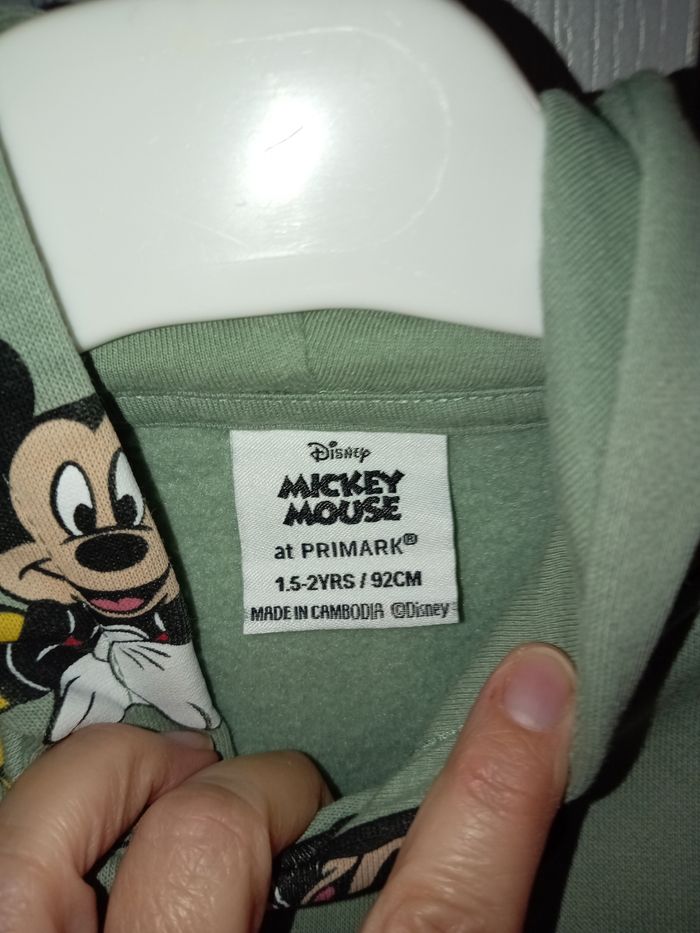 Disney
MICKEY
MOUSE
at PRIMARK®
1.5-2YRS / 92CM
MADE IN CAMBODIA ©Disney